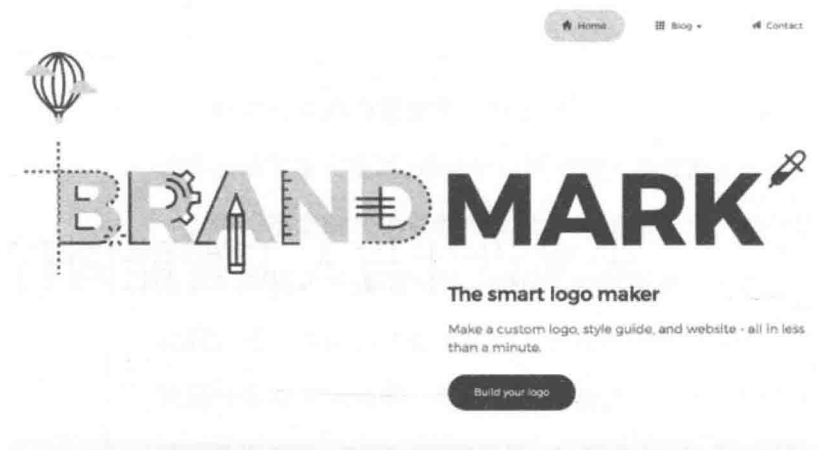 Home Blog Contact
BRANDMARK
The smart logo maker
Make a custom logo, style guide, and website - all in less
than a minute.
Build your logo